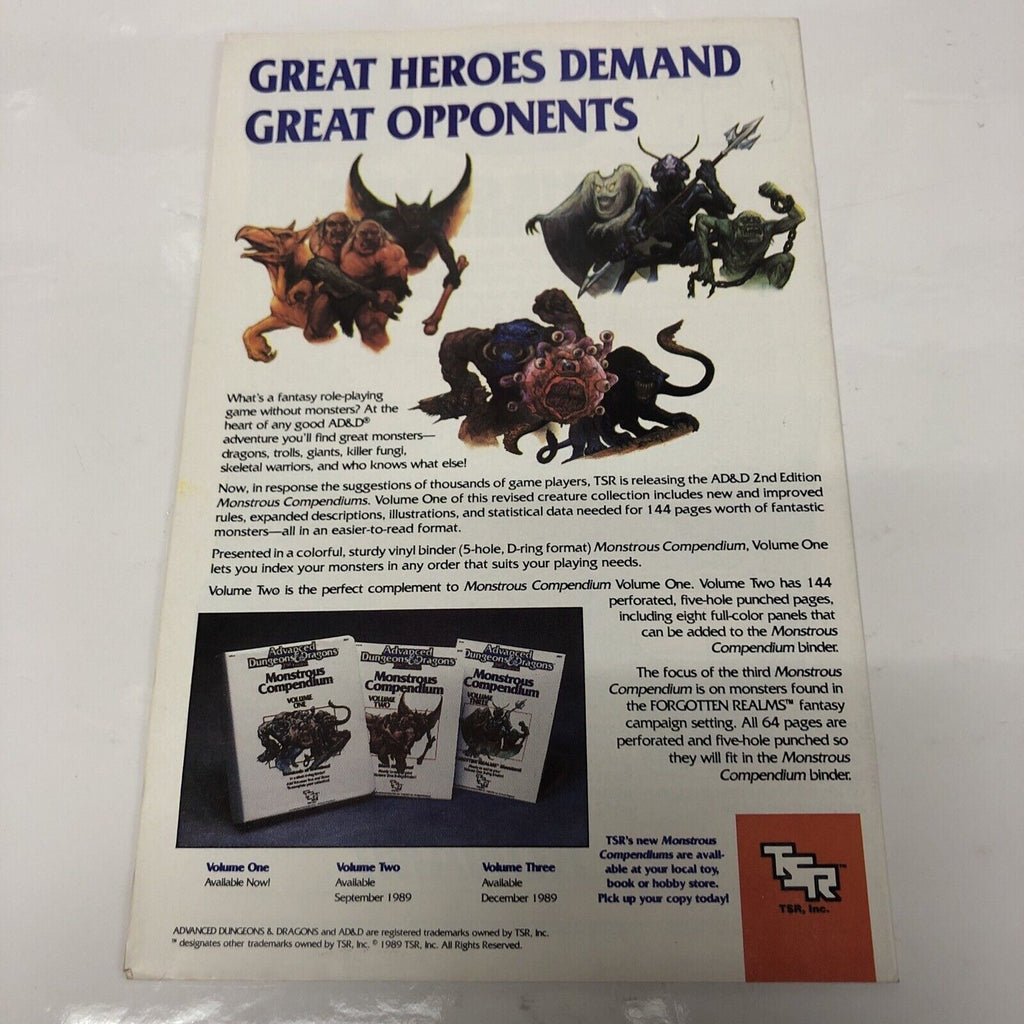 GREAT HEROES DEMAND
GREAT OPPONENTS
What's a fantasy role-playing
game without monsters? At the
heart of any good AD&D®
adventure you'll find great monsters—
dragons, trolls, giants, killer fungi,
skeletal warriors, and who knows what else!
Now, in response the suggestions of thousands of game players, TSR is releasing the AD&D 2nd Edition
Monstrous Compendiums. Volume One of this revised creature collection includes new and improved
rules, expanded descriptions, illustrations, and statistical data needed for 144 pages worth of fantastic
monsters—all in an easier-to-read format.
Presented in a colorful, sturdy vinyl binder (5-hole, D-ring format) Monstrous Compendium, Volume One
lets you index your monsters in any order that suits your playing needs.
Volume Two is the perfect complement to Monstrous Compendium Volume One. Volume Two has 144
perforated, five-hole punched pages,
including eight full-color panels that
can be added to the Monstrous
Compendium binder.
The focus of the third Monstrous
Compendium is on monsters found in
the FORGOTTEN REALMS™ fantasy
campaign setting. All 64 pages are
perforated and five-hole punched so
they will fit in the Monstrous
Compendium binder.
Advanced
Dungeons & Dragons
Monstrous
Compendium
VOLUME
ONE
TSR
Advanced
Dungeons & Dragons
Monstrous
Compendium
VOLUME
TWO
TSR
Advanced
Dungeons & Dragons
Monstrous
Compendium
VOLUME
THREE
TSR
Volume One
Available Now!
Volume Two
Available
September 1989
Volume Three
Available
December 1989
TSR's new Monstrous
Compendiums are avail-
able at your local toy,
book or hobby store.
Pick up your copy today!
TSR™
TSR, Inc.
ADVANCED DUNGEONS & DRAGONS and AD&D are registered trademarks owned by TSR, Inc.
™ designates other trademarks owned by TSR, Inc. © 1989 TSR, Inc. All Rights Reserved.